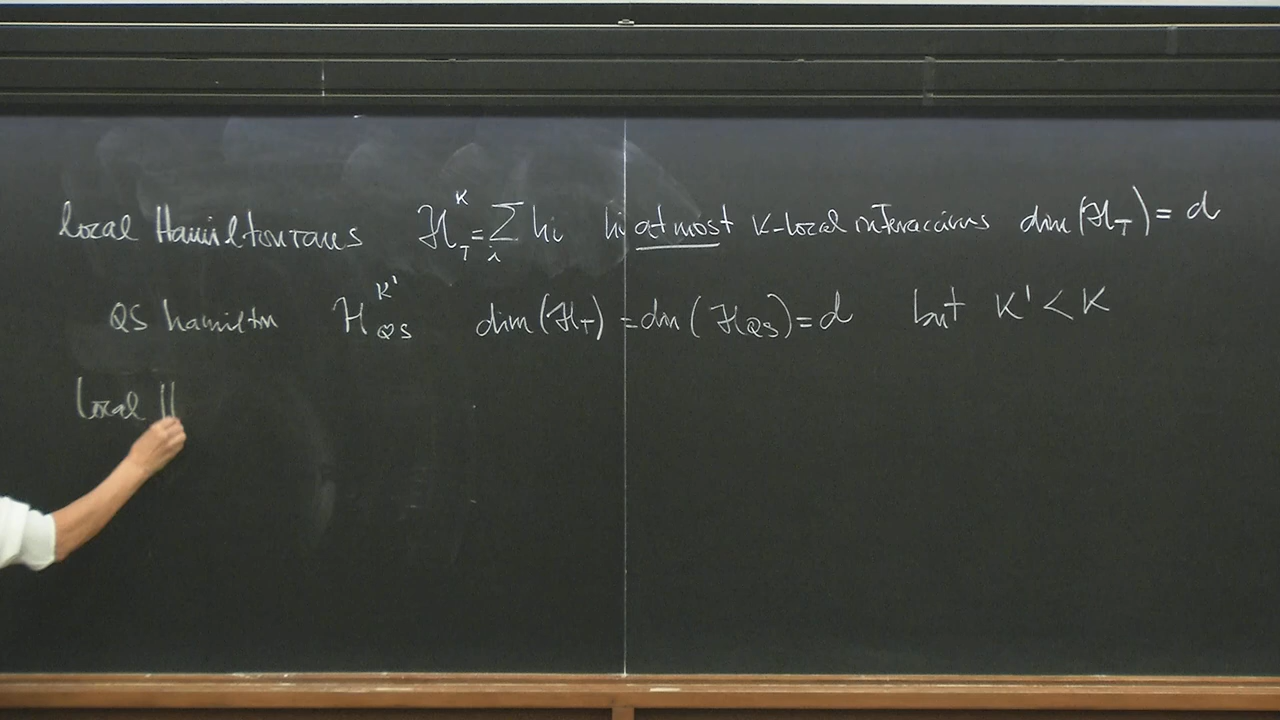 local Hamiltonians ℋ_T^K = ∑_i hi hi at most K-local interacions dim(ℋ_T) = d
QS hamiltn ℋ_QS^K' dim(ℋ_T) = dim(ℋ_QS) = d but K' < K
Local H